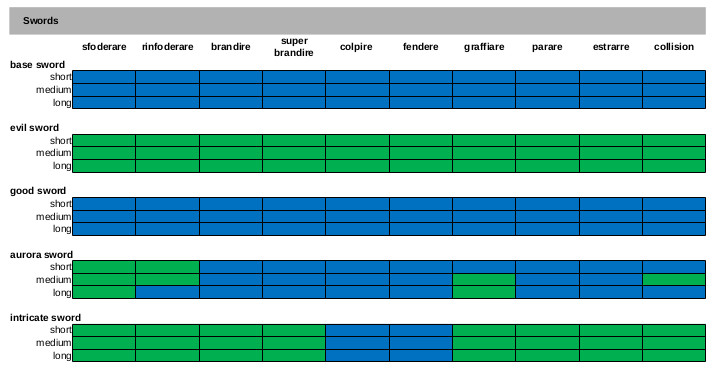 Swords
sfoderare rinfoderare brandire super brandire colpire fendere graffiare parare estrarre collision
base sword
short
medium
long
evil sword
short
medium
long
good sword
short
medium
long
aurora sword
short
medium
long
intricate sword
short
medium
long